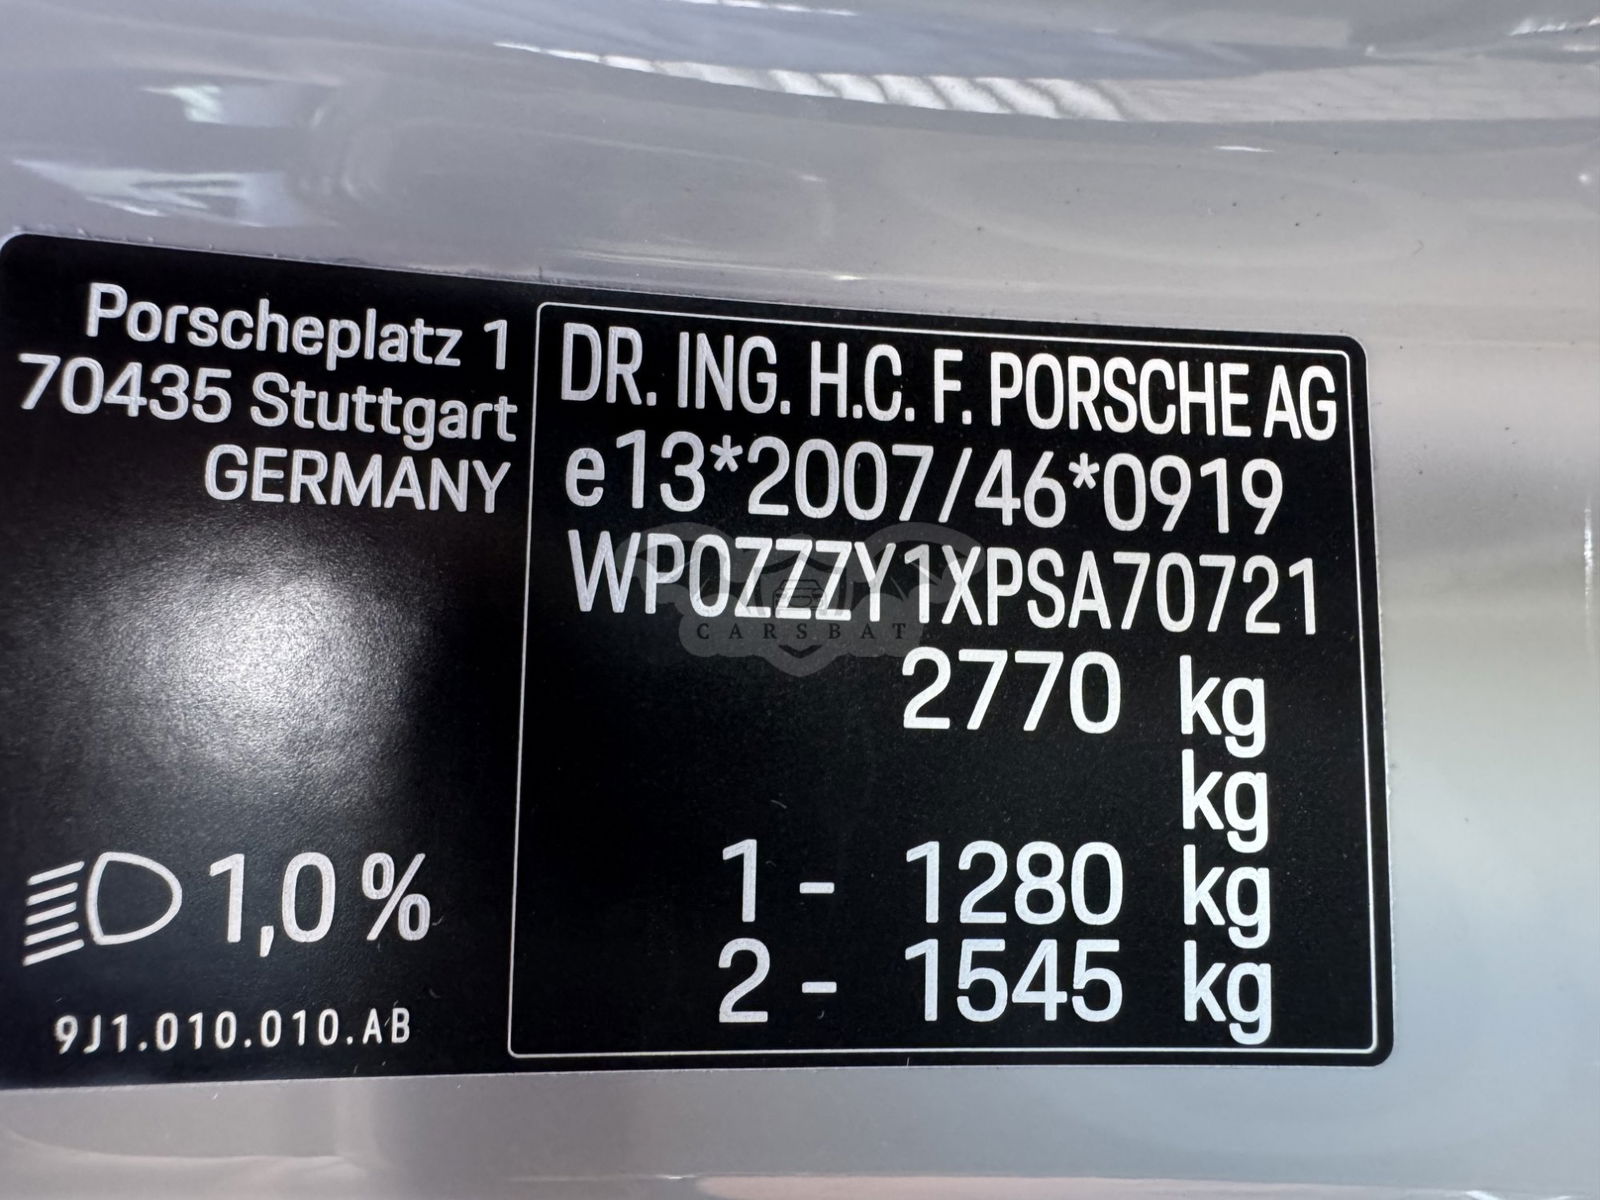 Porscheplatz 1
70435 Stuttgart
GERMANY
DR. ING. H.C. F. PORSCHE AG
e13*2007/46*0919
WP0ZZZY1XPSA70721
2770 kg
kg
1- 1280 kg
2- 1545 kg
1,0 %
9J1.010.010.AB
CARSBAT